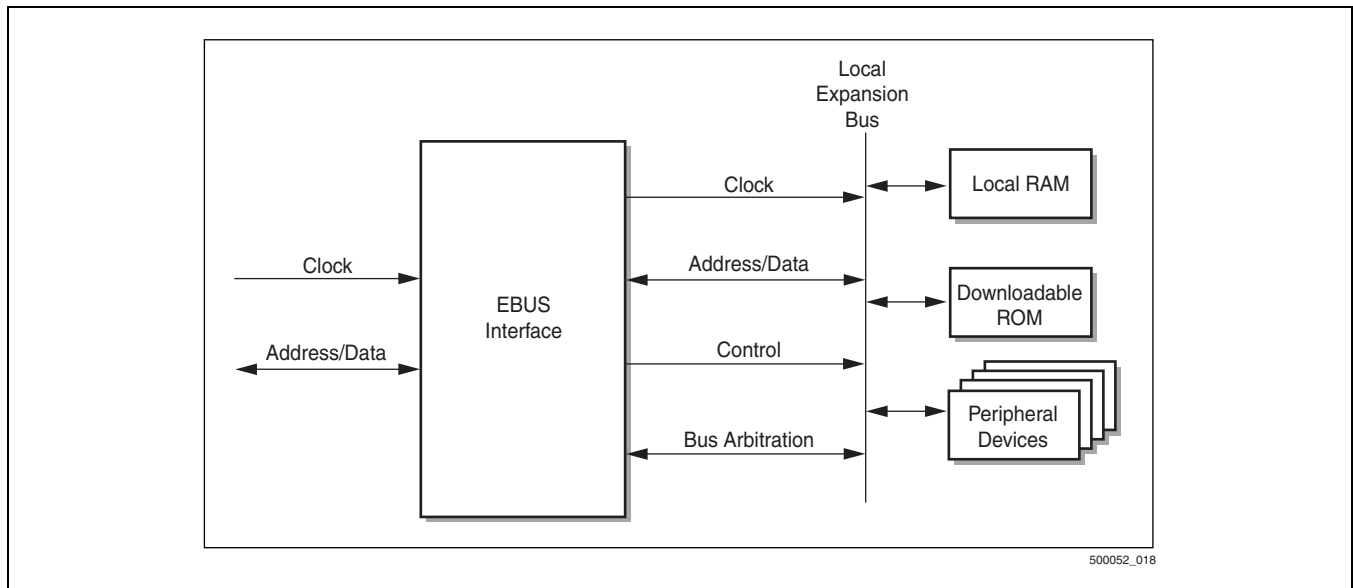 Local
Expansion
Bus
Clock
Local RAM
Clock
Address/Data
Downloadable
ROM
EBUS
Interface
Address/Data
Control
Peripheral
Devices
Bus Arbitration
500052_018